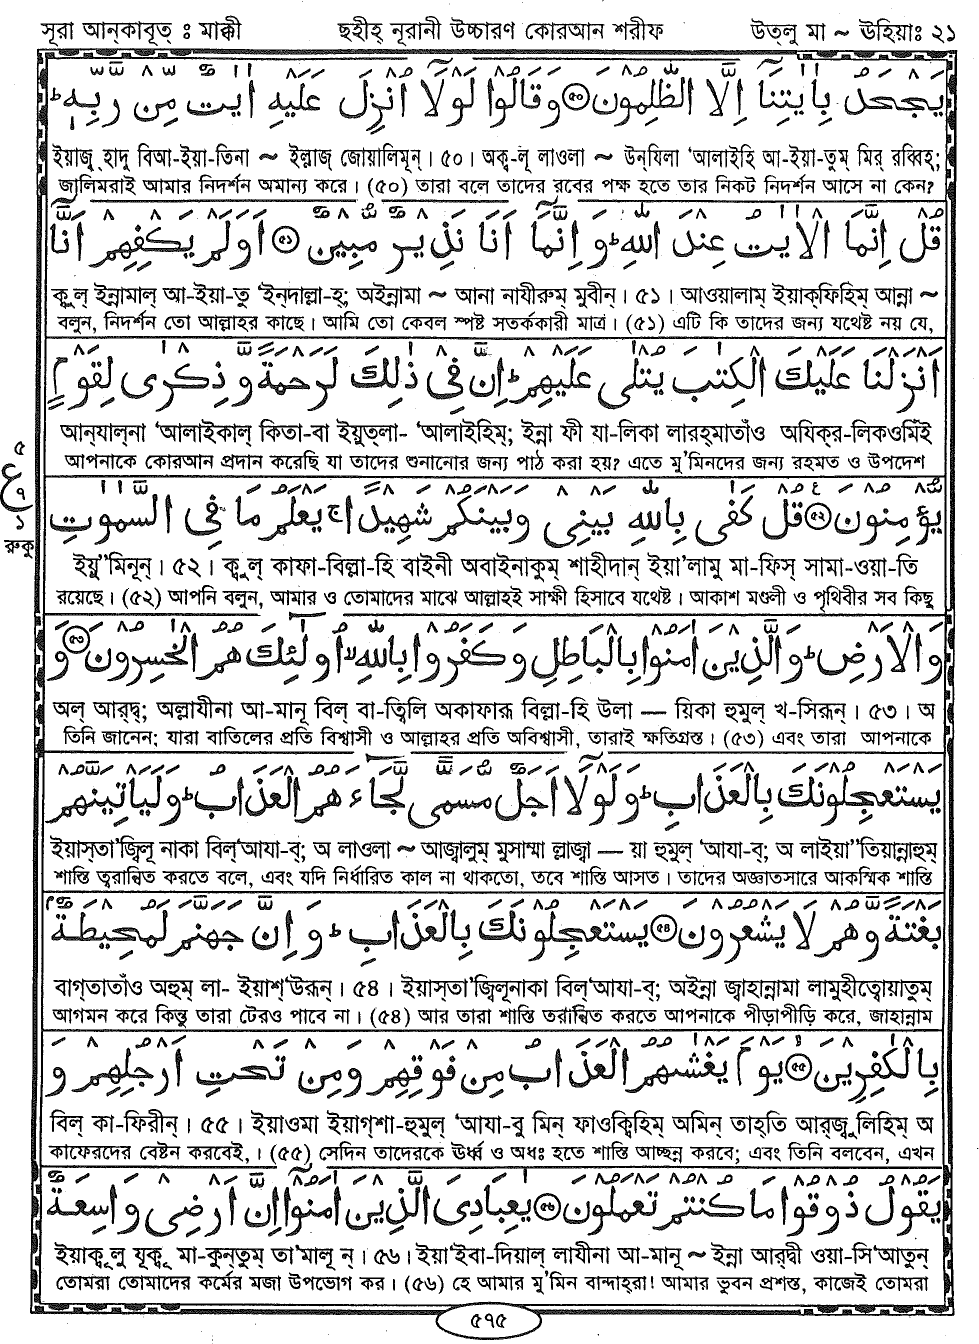 সূরা আন্‌কাবূত্ : মাক্কী ছহীহ্ নূরানী উচ্চারণ কোরআন শরীফ উত্‌লু মা ~ ঊহিয়াঃ ২১
يَجْحَدُ بِاٰيٰتِنَآ اِلَّا الظّٰلِمُوْنَ ۝٥٠ وَقَالُوْا لَوْلَآ اُنْزِلَ عَلَيْهِ اٰيٰتٌ مِّنْ رَّبِّهٖ ؕ
ইয়াজ্ব্‌হাদু বিআ-ইয়া-তিনা ~ ইল্লাজ্ জোয়ালিমূন্। ৫০। অক্ব-লূ লাওলা ~ উন্‌যিলা ‘আলাইহি আ-ইয়া-তুম্ মির্ রব্বিহ্;
জালিমরাই আমার নিদর্শন অমান্য করে। (৫০) তারা বলে তাদের রবের পক্ষ হতে তার নিকট নিদর্শন আসে না কেন?
قُلْ اِنَّمَا الْاٰيٰتُ عِنْدَ اللّٰهِ ؕ وَاِنَّمَآ اَنَا نَذِيْرٌ مُّبِيْنٌ ۝٥١ اَوَلَمْ يَكْفِهِمْ اَنَّآ
ক্বুল্ ইন্নামাল্ আ-ইয়া-তু ‘ইন্‌দাল্লা-হ্; অইন্নামা ~ আনা নাযীরুম্ মুবীন্। ৫১। আওয়ালাম্ ইয়াক্‌ফিহিম্ আন্না ~
বলুন, নিদর্শন তো আল্লাহর কাছে। আমি তো কেবল স্পষ্ট সতর্ককারী মাত্র। (৫১) এটি কি তাদের জন্য যথেষ্ট নয় যে,
اَنْزَلْنَا عَلَيْكَ الْكِتٰبَ يُتْلٰى عَلَيْهِمْ ؕ اِنَّ فِيْ ذٰلِكَ لَرَحْمَةً وَّذِكْرٰى لِقَوْمٍ
আন্‌যাল্‌না ‘আলাইকাল্ কিতা-বা ইয়ুত্‌লা- ‘আলাইহিম্; ইন্না ফী যা-লিকা লারহ্‌মাতাঁও অযিক্‌র-লিকওমিঁই
আপনাকে কোরআন প্রদান করেছি যা তাদের শুনানোর জন্য পাঠ করা হয়? এতে মু’মিনদের জন্য রহমত ও উপদেশ
৫
ع
৭
১
রুকু
يُّؤْمِنُوْنَ ۝٥٢ قُلْ كَفٰى بِاللّٰهِ بَيْنِيْ وَبَيْنَكُمْ شَهِيْدًا ۚ يَعْلَمُ مَا فِى السَّمٰوٰتِ
ইয়ু"মিনূন্। ৫২। ক্বুল্ কাফা-বিল্লা-হি বাইনী অবাইনাকুম্ শাহীদান্ ইয়া’লামু মা-ফিস্ সামা-ওয়া-তি
রয়েছে। (৫২) আপনি বলুন, আমার ও তোমাদের মাঝে আল্লাহই সাক্ষী হিসাবে যথেষ্ট। আকাশ মণ্ডলী ও পৃথিবীর সব কিছু
وَالْاَرْضِ ؕ وَالَّذِيْنَ اٰمَنُوْا بِالْبَاطِلِ وَكَفَرُوْا بِاللّٰهِ ۙ اُولٰٓئِكَ هُمُ الْخٰسِرُوْنَ ۝٥٣ وَ
অল্ আর্‌দ্ব; অল্লাযীনা আ-মানূ বিল্ বা-ত্বিলি অকাফারূ বিল্লা-হি উলা — য়িকা হুমুল্ খ-সিরূন্। ৫৩। অ
তিনি জানেন; যারা বাতিলের প্রতি বিশ্বাসী ও আল্লাহর প্রতি অবিশ্বাসী, তারাই ক্ষতিগ্রস্ত। (৫৩) এবং তারা আপনাকে
يَسْتَعْجِلُوْنَكَ بِالْعَذَابِ ؕ وَلَوْلَآ اَجَلٌ مُّسَمًّى لَّجَآءَهُمُ الْعَذَابُ ؕ وَلَيَاْتِيَنَّهُمْ
ইয়াস্‌তা’জ্বিলূ নাকা বিল্‘আযা-ব্; অ লাওলা ~ আজ্বালুম্ মুসাম্মা ল্লাজ্বা — য়া হুমুল্ ‘আযা-ব্; অ লাইয়া"তিয়ান্নাহুম্
শাস্তি ত্বরান্বিত করতে বলে, এবং যদি নির্ধারিত কাল না থাকতো, তবে শাস্তি আসত। তাদের অজ্ঞাতসারে আকস্মিক শাস্তি
بَغْتَةً وَّهُمْ لَا يَشْعُرُوْنَ ۝٥٤ يَسْتَعْجِلُوْنَكَ بِالْعَذَابِ ؕ وَاِنَّ جَهَنَّمَ لَمُحِيْطَةٌۢ
বাগ্‌তাতাঁও অহুম্ লা- ইয়াশ্‘উরূন্। ৫৪। ইয়াস্‌তা’জ্বিলূনাকা বিল্‘আযা-ব্; অইন্না জ্বাহান্নামা লামুহীত্বোয়াতুম্
আগমন করে কিন্তু তারা টেরও পাবে না। (৫৪) আর তারা শাস্তি তরান্বিত করতে আপনাকে পীড়াপীড়ি করে, জাহান্নাম
بِالْكٰفِرِيْنَ ۝٥٥ يَوْمَ يَغْشٰهُمُ الْعَذَابُ مِنْ فَوْقِهِمْ وَمِنْ تَحْتِ اَرْجُلِهِمْ وَ
বিল্ কা-ফিরীন্। ৫৫। ইয়াওমা ইয়াগ্‌শা-হুমুল্ ‘আযা-বু মিন্ ফাওক্বিহিম্ অমিন্ তাহ্‌তি আর্‌জ্বুলিহিম্ অ
কাফেরদের বেষ্টন করবেই,। (৫৫) সেদিন তাদেরকে ঊর্ধ্ব ও অধঃ হতে শাস্তি আচ্ছন্ন করবে; এবং তিনি বলবেন, এখন
يَقُوْلُ ذُوْقُوْا مَا كُنْتُمْ تَعْمَلُوْنَ ۝٥٦ يٰعِبَادِيَ الَّذِيْنَ اٰمَنُوْٓا اِنَّ اَرْضِيْ وَاسِعَةٌ
ইয়াক্বূলু যূক্বূ মা-কুন্‌তুম্ তা’মালূ ন্। ৫৬। ইয়া‘ইবা-দিয়াল্ লাযীনা আ-মানূ ~ ইন্না আর্‌দ্বী ওয়া-সি‘আতুন্
তোমরা তোমাদের কর্মের মজা উপভোগ কর। (৫৬) হে আমার মু’মিন বান্দাহ্‌রা! আমার ভুবন প্রশস্ত, কাজেই তোমরা
৫৭৫